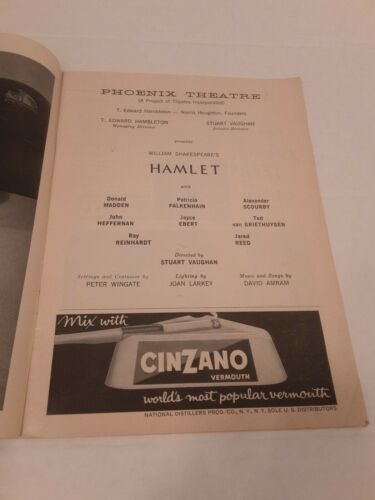 PHOENIX THEATRE
(A Project of Theatre Incorporated)
T. Edward Hambleton — Norris Houghton, Founders
T. EDWARD HAMBLETON STUART VAUGHAN
Managing Director Artistic Director
presents
WILLIAM SHAKESPEARE'S
HAMLET
with
Donald Patricia Alexander
MADDEN FALKENHAIN SCOURBY
John Joyce Ted
HEFFERNAN EBERT van GRIETHUYSEN
Ray Jared
REINHARDT REED
Directed by
STUART VAUGHAN
Settings and Costumes by Lighting by Music and Songs by
PETER WINGATE JOAN LARKEY DAVID AMRAM
Mix with
CINZANO
VERMOUTH
world's most popular vermouth
NATIONAL DISTILLERS PROD. CO., N. Y., N. Y. SOLE U. S. DISTRIBUTORS